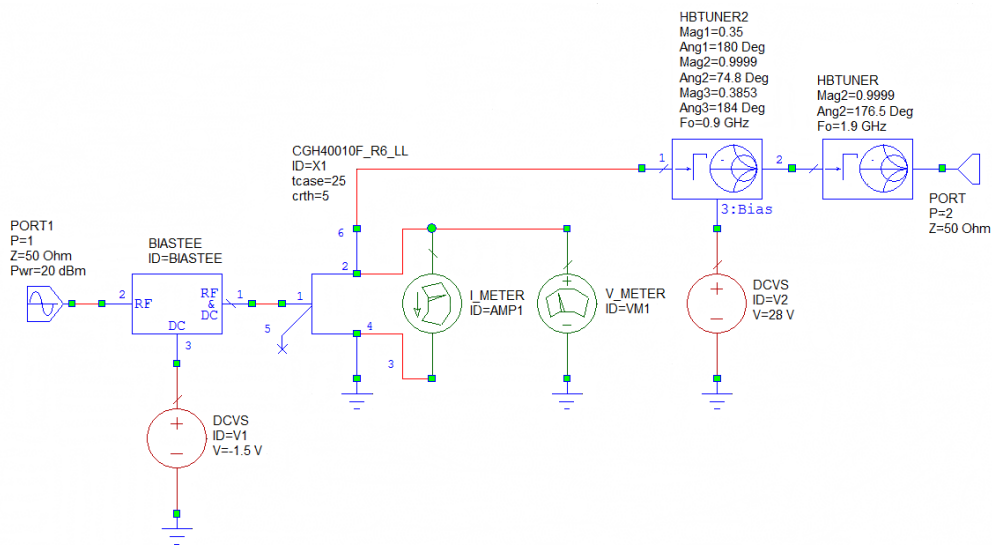 HBTUNER2
Mag1=0.35
Ang1=180 Deg
Mag2=0.9999
Ang2=74.8 Deg
Mag3=0.3853
Ang3=184 Deg
Fo=0.9 GHz
HBTUNER
Mag2=0.9999
Ang2=176.5 Deg
Fo=1.9 GHz
1
2
3:Bias
CGH40010F_R6_LL
ID=X1
tcase=25
crth=5
PORT
P=2
Z=50 Ohm
PORT1
P=1
Z=50 Ohm
Pwr=20 dBm
BIASTEE
ID=BIASTEE
2
RF
RF
&
DC
1
DC
3
6
2
1
5
4
3
I_METER
ID=AMP1
V_METER
ID=VM1
DCVS
ID=V2
V=28 V
DCVS
ID=V1
V=-1.5 V